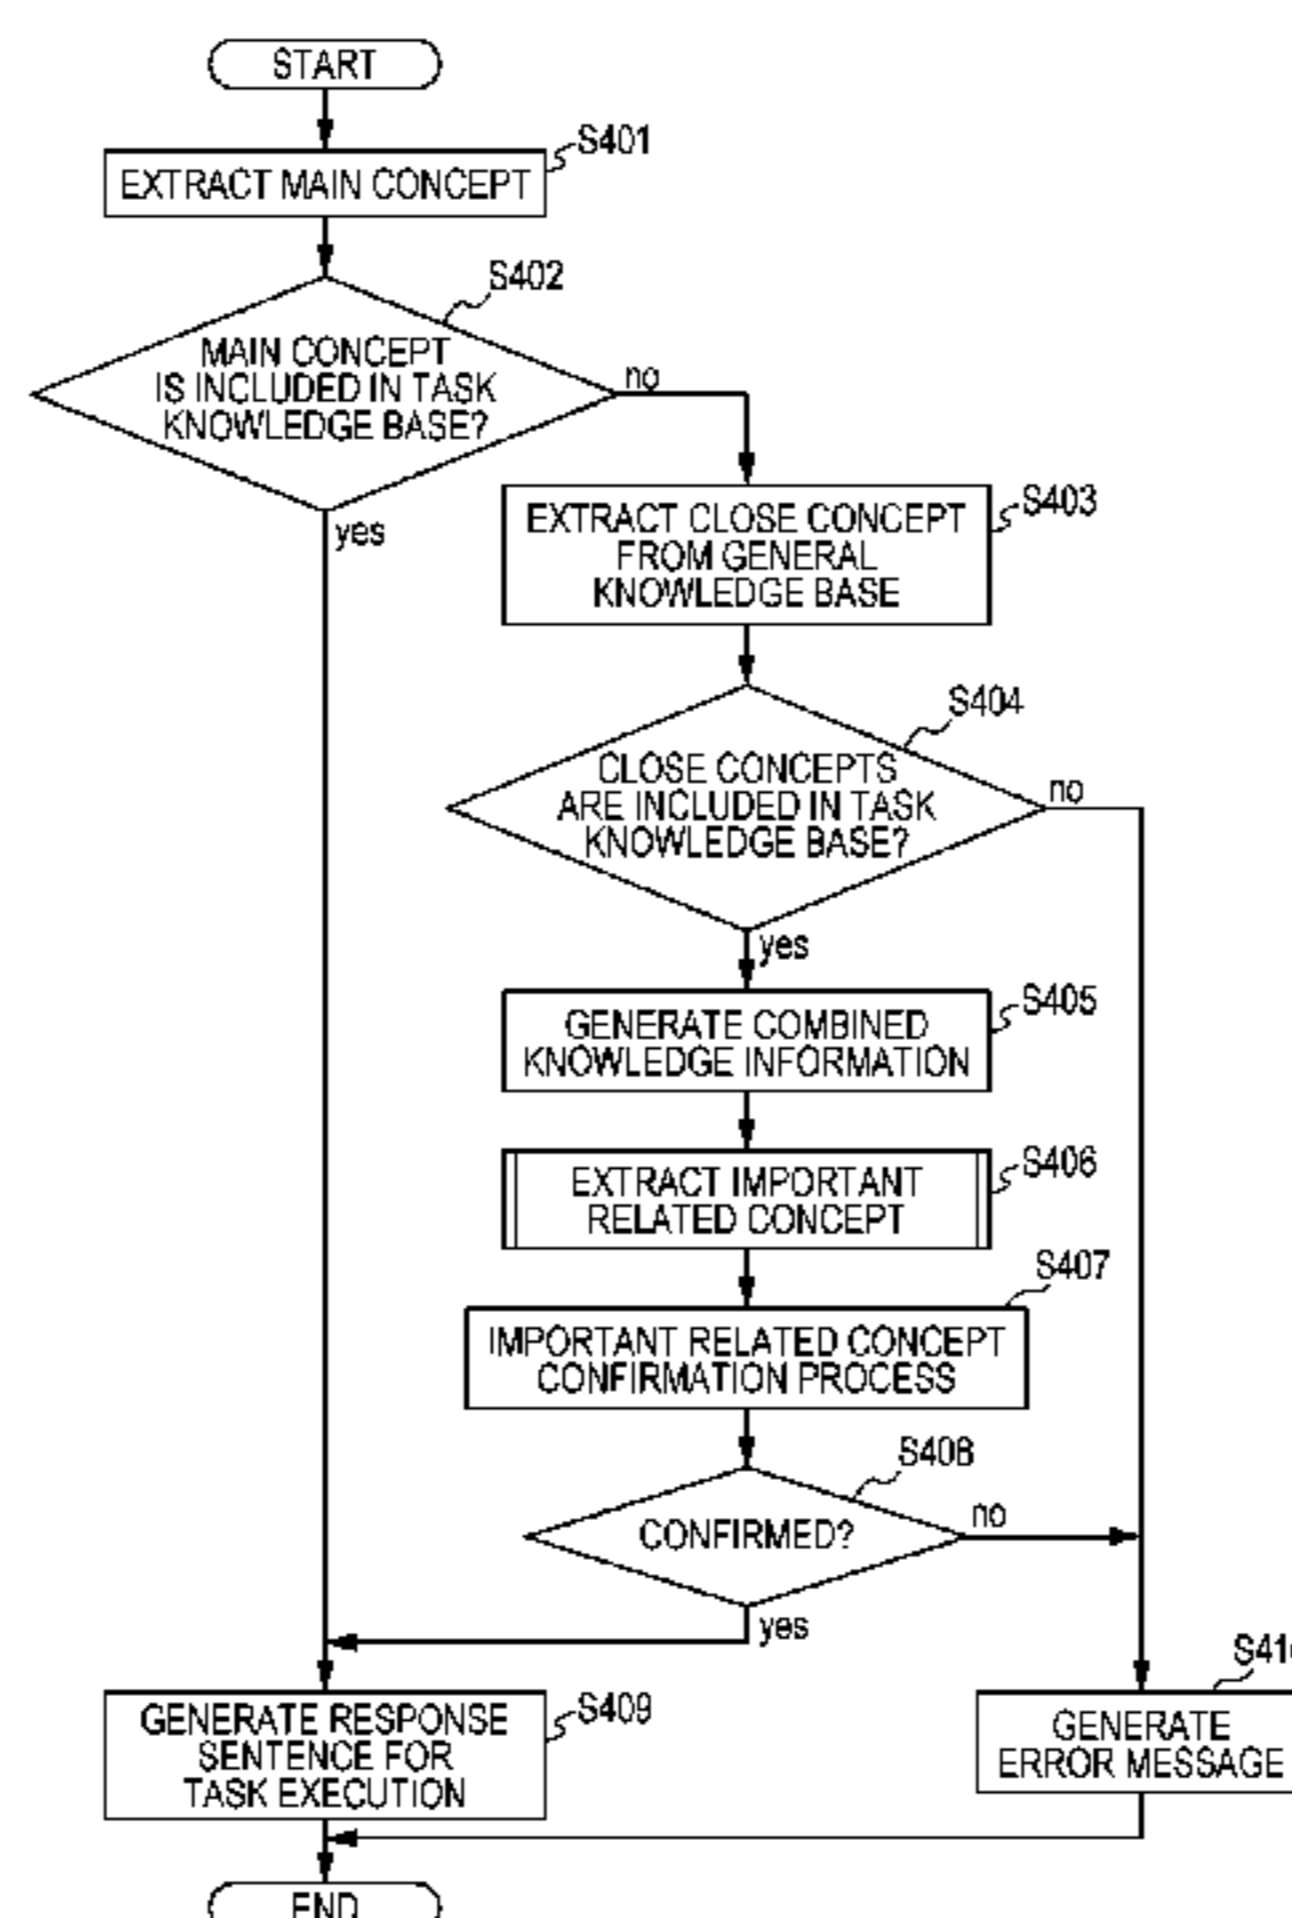 START
S401
EXTRACT MAIN CONCEPT
S402
MAIN CONCEPT
IS INCLUDED IN TASK
KNOWLEDGE BASE?
no
yes
S403
EXTRACT CLOSE CONCEPT
FROM GENERAL
KNOWLEDGE BASE
S404
CLOSE CONCEPTS
ARE INCLUDED IN TASK
KNOWLEDGE BASE?
no
yes
S405
GENERATE COMBINED
KNOWLEDGE INFORMATION
S406
EXTRACT IMPORTANT
RELATED CONCEPT
S407
IMPORTANT RELATED CONCEPT
CONFIRMATION PROCESS
S408
CONFIRMED?
no
yes
S409
GENERATE RESPONSE
SENTENCE FOR
TASK EXECUTION
GENERATE
ERROR MESSAGE
END